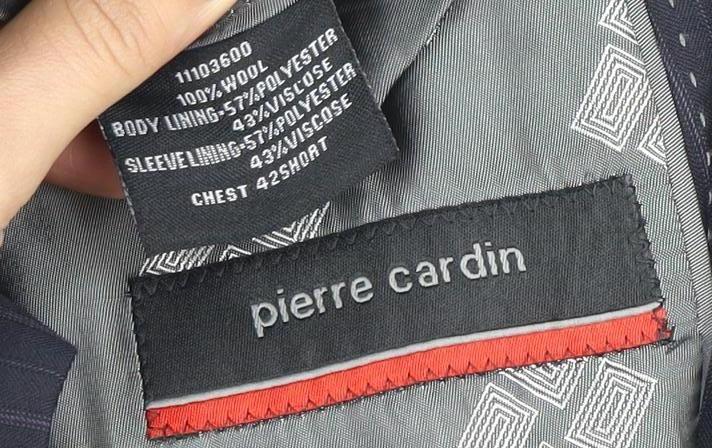 11103600
100%WOOL
BODY LINING-57%POLYESTER
43%VISCOSE
SLEEVELINING-57%POLYESTER
43%VISCOSE
CHEST 42SHORT
pierre cardin